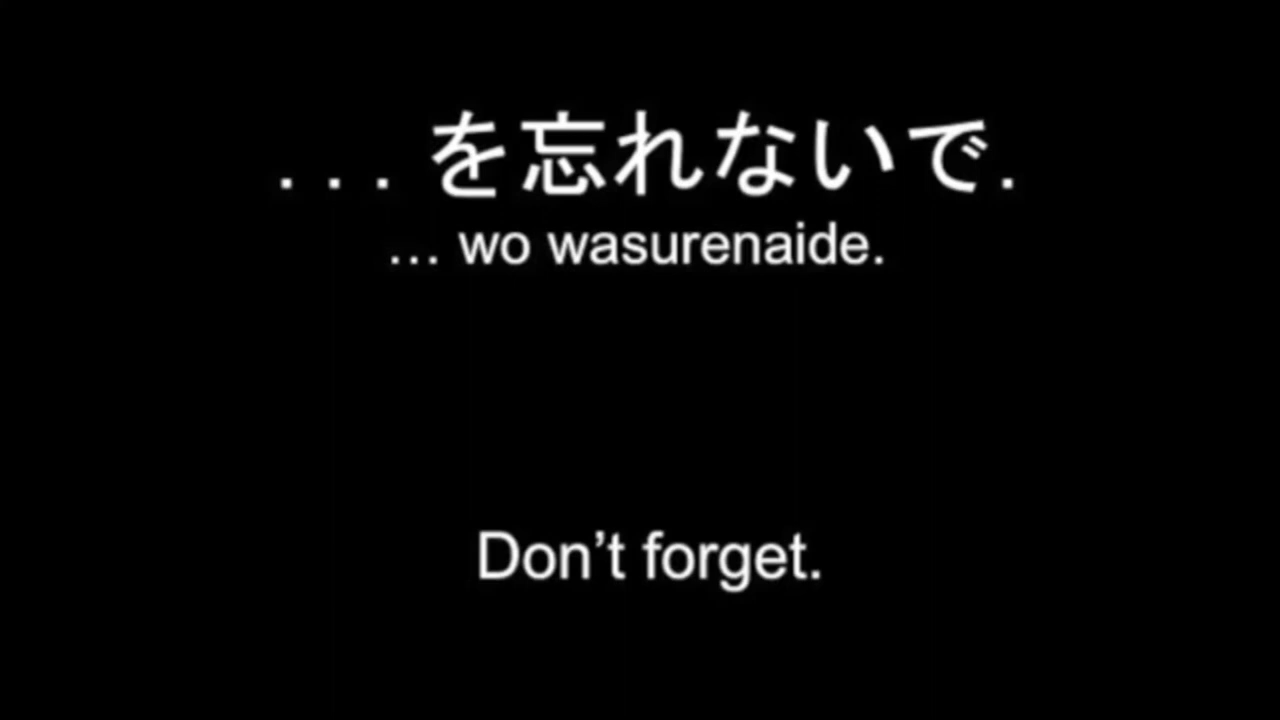 . . . を忘れないで.
… wo wasurenaide.
Don’t forget.